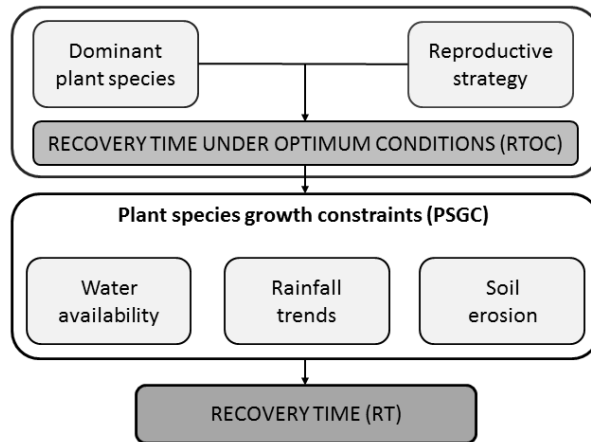 Dominant
plant species
Reproductive
strategy
RECOVERY TIME UNDER OPTIMUM CONDITIONS (RTOC)
Plant species growth constraints (PSGC)
Water
availability
Rainfall
trends
Soil
erosion
RECOVERY TIME (RT)